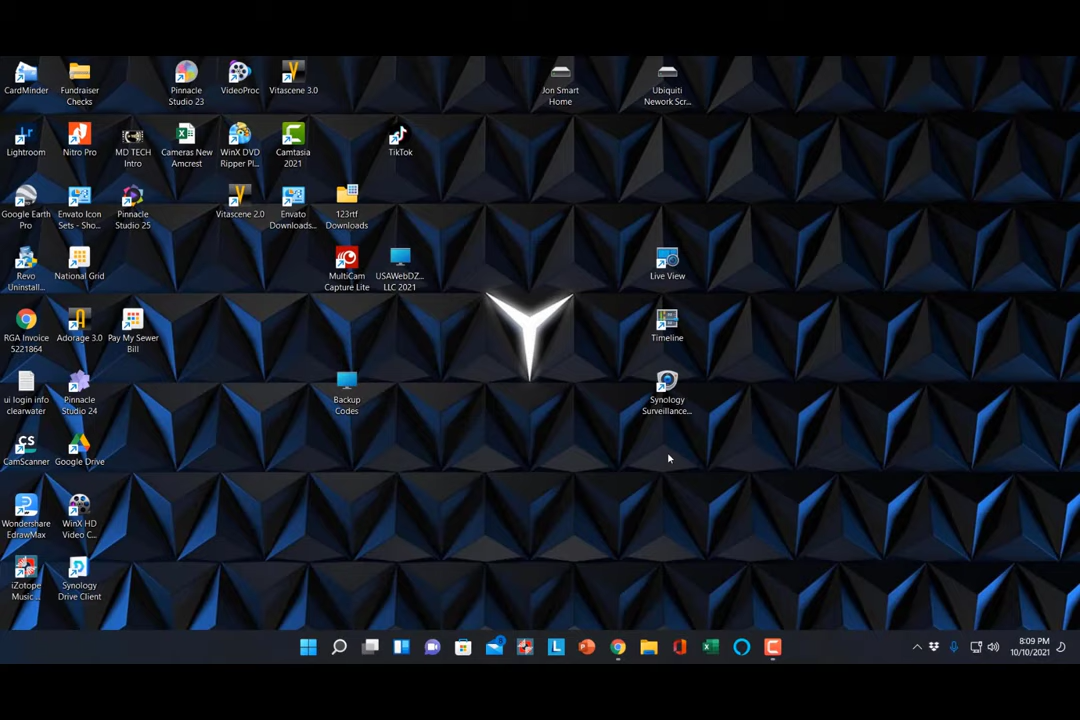 CardMinder
Fundraiser
Checks
Pinnacle
Studio 23
VideoProc
Vitascene 3.0
Jon Smart
Home
Ubiquiti
Nework Scr...
Lightroom
Nitro Pro
MD TECH
Intro
Cameras New
Amcrest
WinX DVD
Ripper Pl...
Camtasia
2021
TikTok
Google Earth
Pro
Envato Icon
Sets - Sho...
Pinnacle
Studio 25
Vitascene 2.0
Envato
Downloads...
123rtf
Downloads
Revo
Uninstall...
National Grid
MultiCam
Capture Lite
USAWebDZ...
LLC 2021
Live View
RGA Invoice
5221864
Adorage 3.0
Pay My Sewer
Bill
Timeline
ui login info
clearwater
Pinnacle
Studio 24
Backup
Codes
Synology
Surveillance...
CS
CamScanner
Google Drive
Wondershare
EdrawMax
WinX HD
Video C...
iZotope
Music ...
Synology
Drive Client
8:09 PM
10/10/2021